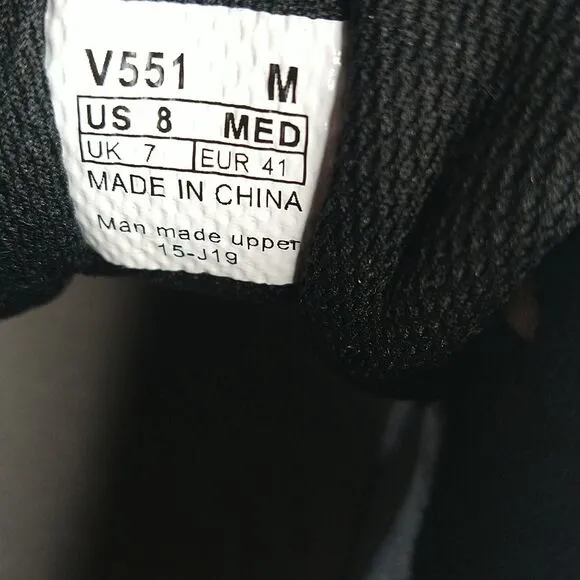 V551 M
US 8 MED
UK 7 EUR 41
MADE IN CHINA
Man made upper
15-J19